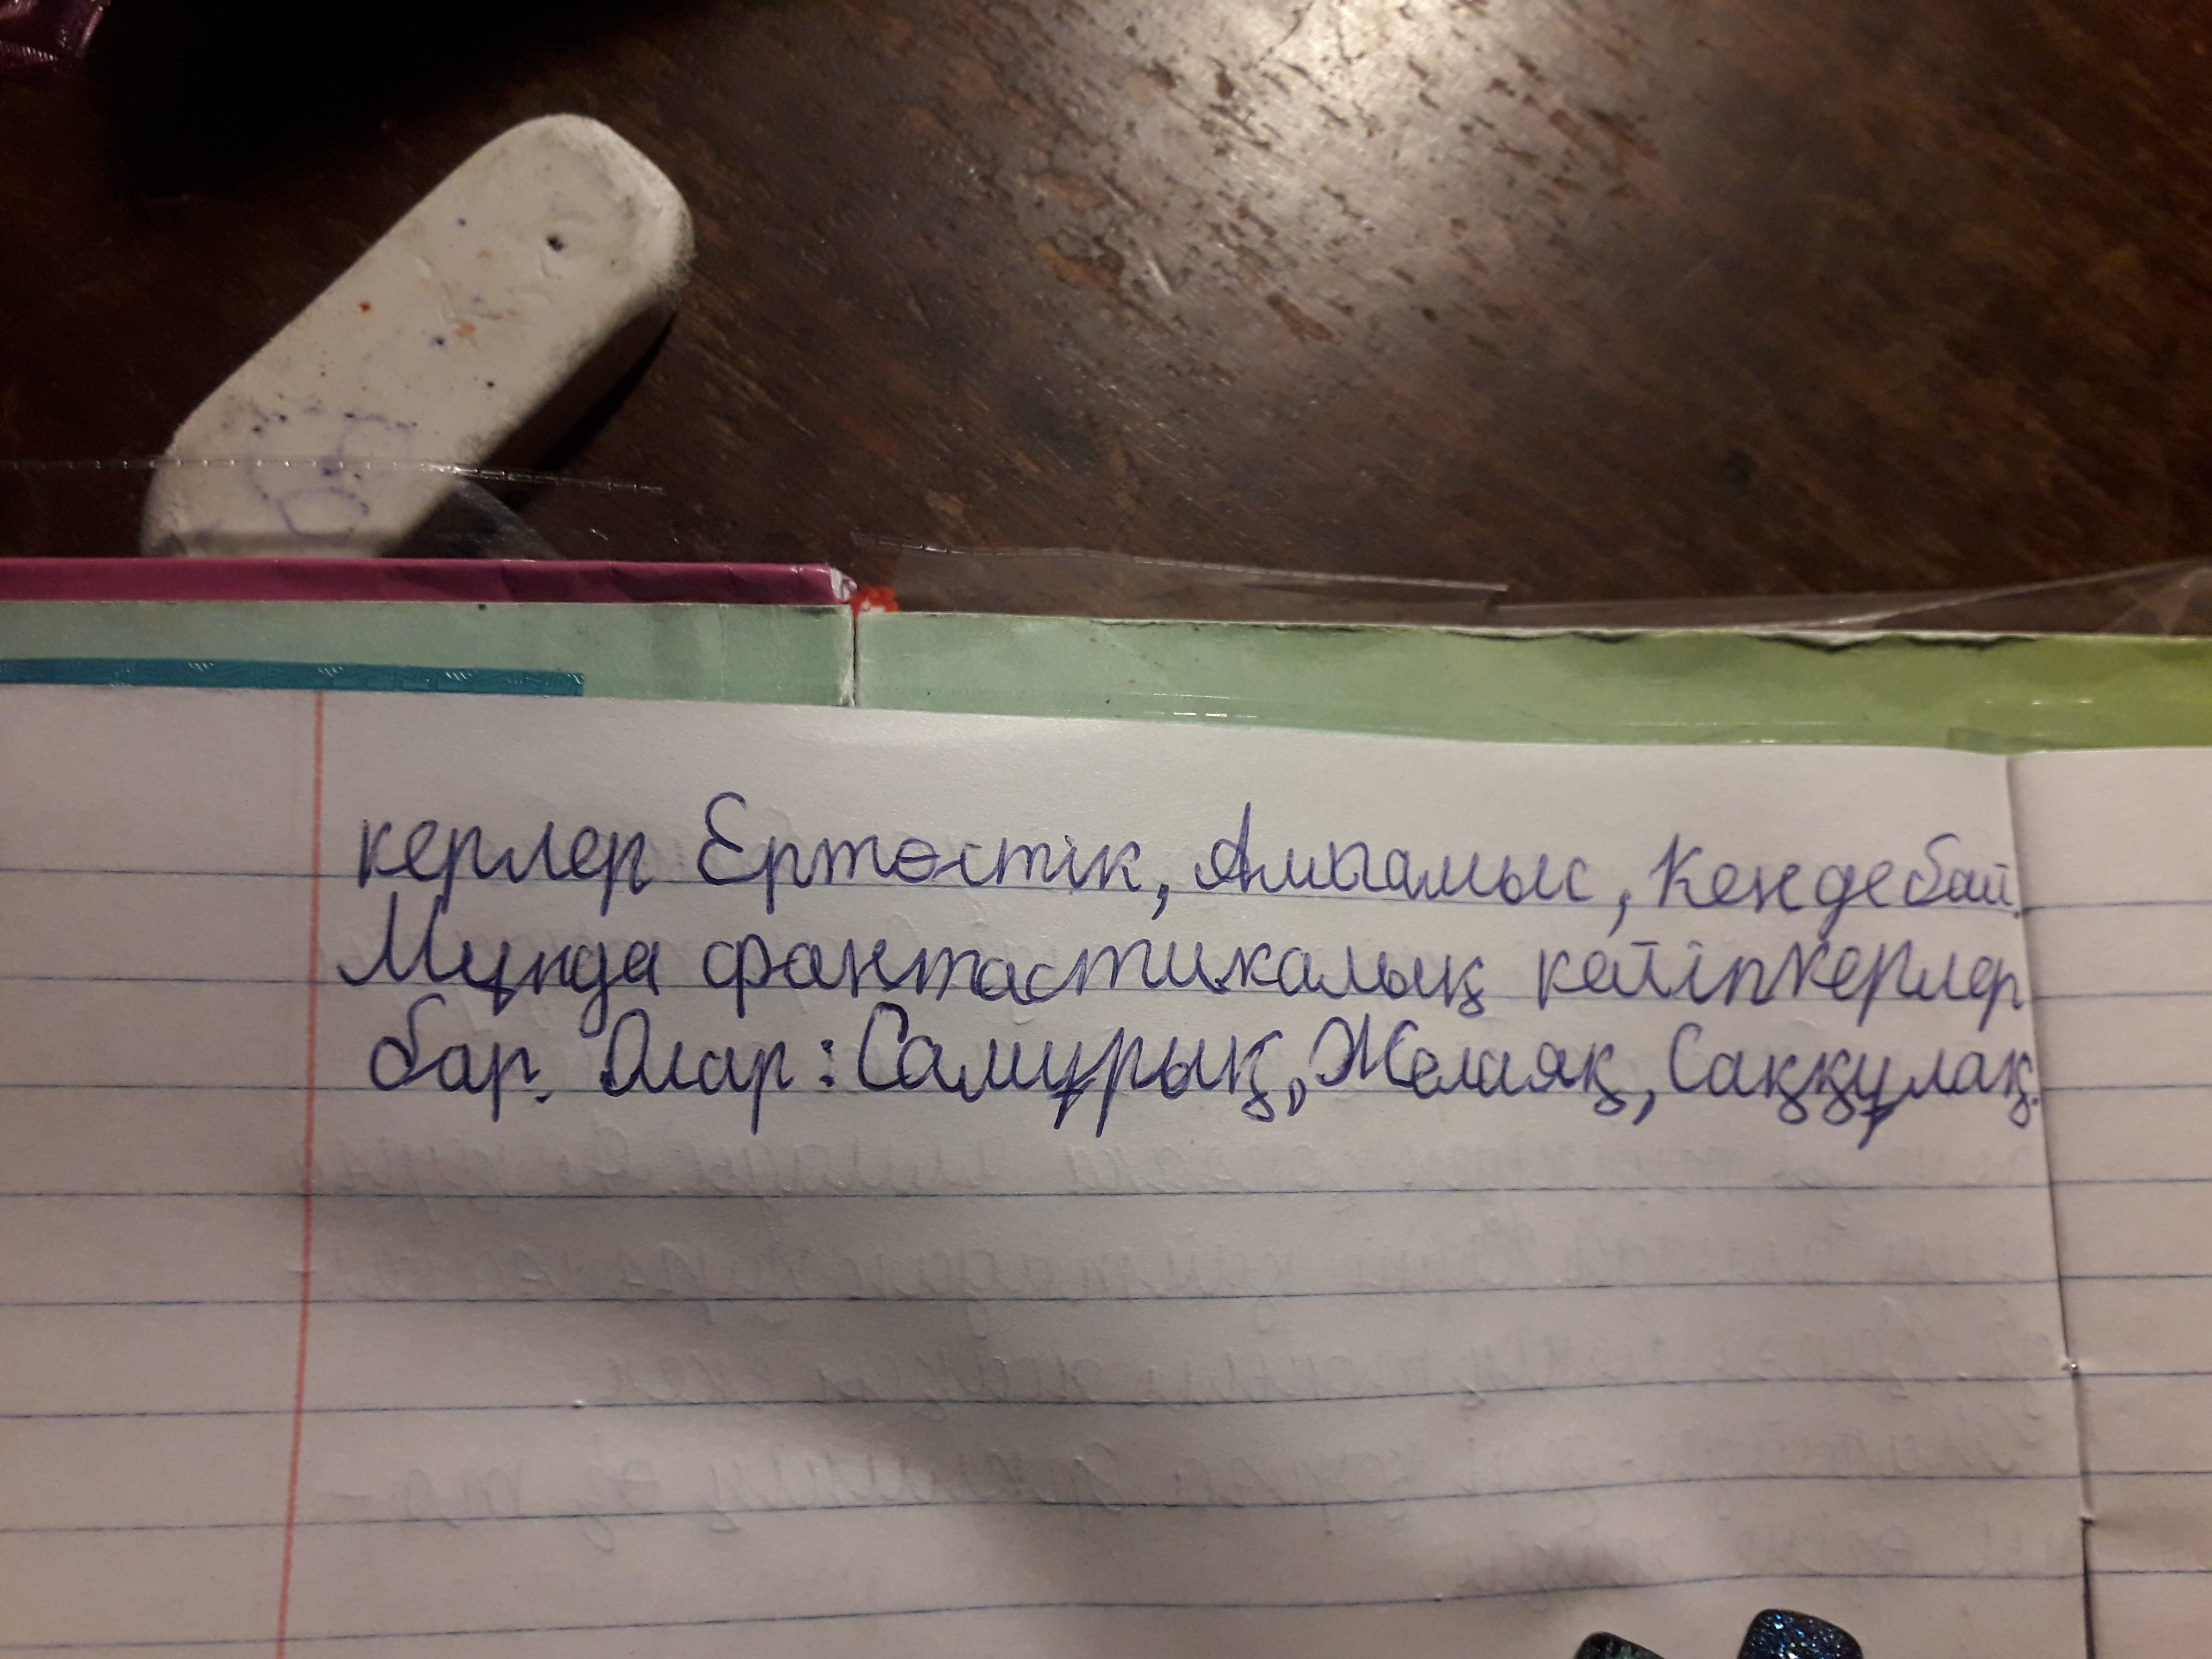 керлер Ертөстік, Алпамыс, Кендебай.
Мұнда фантастикалық кейіпкерлер
бар. Олар: Самұрық, Желаяқ, Саққұлақ.